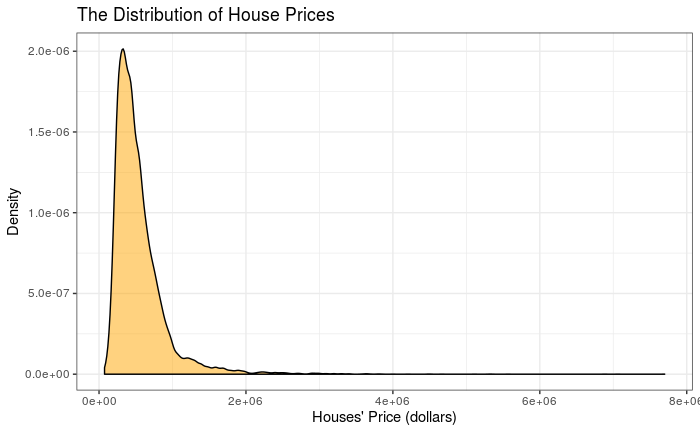 The Distribution of House Prices
Density
2.0e-06
1.5e-06
1.0e-06
5.0e-07
0.0e+00
0e+00 2e+06 4e+06 6e+06 8e+06
Houses' Price (dollars)